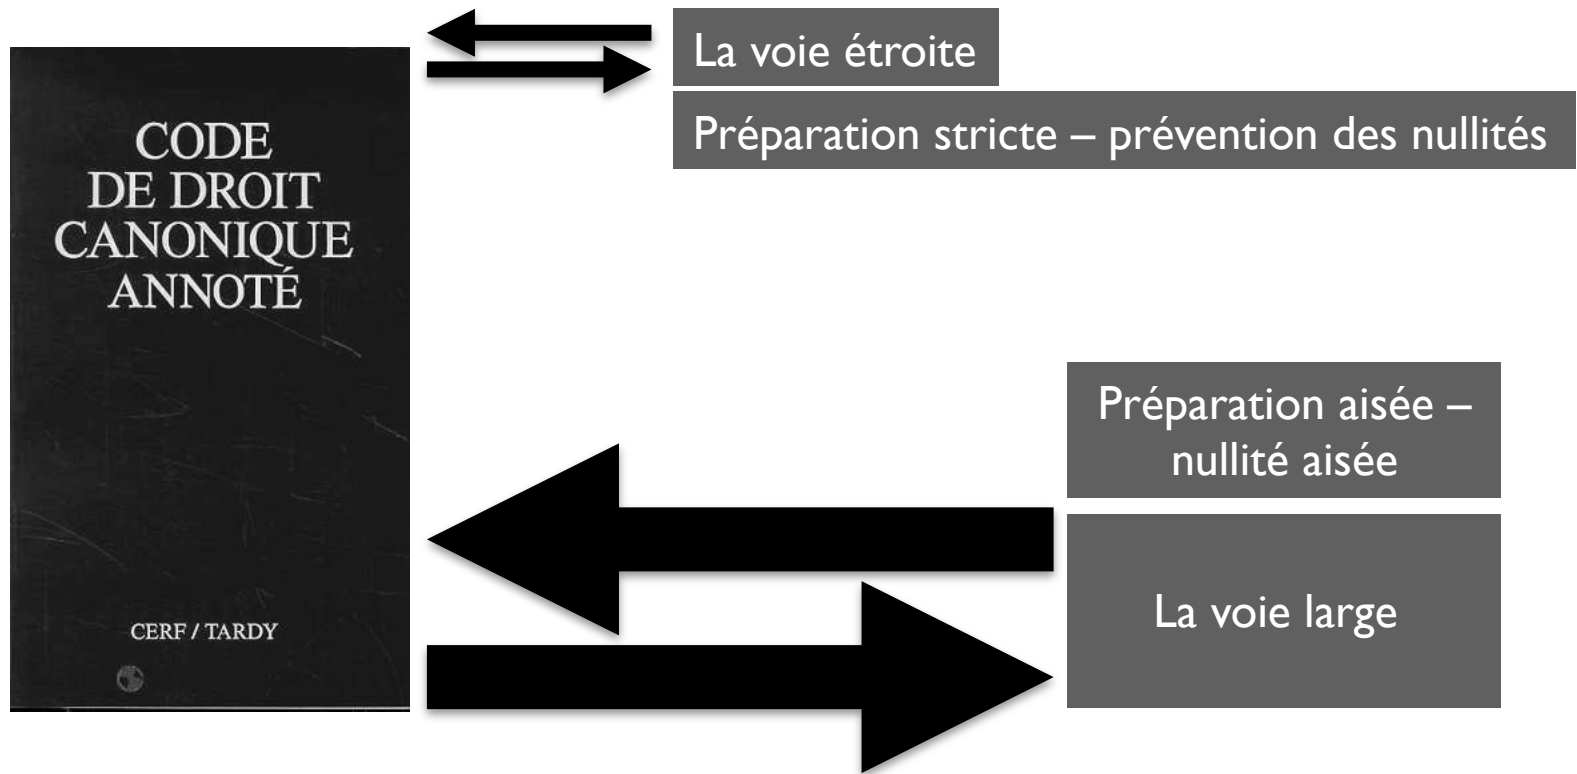 La voie étroite
Préparation stricte – prévention des nullités
CODE
DE DROIT
CANONIQUE
ANNOTÉ
CERF / TARDY
Préparation aisée –
nullité aisée
La voie large